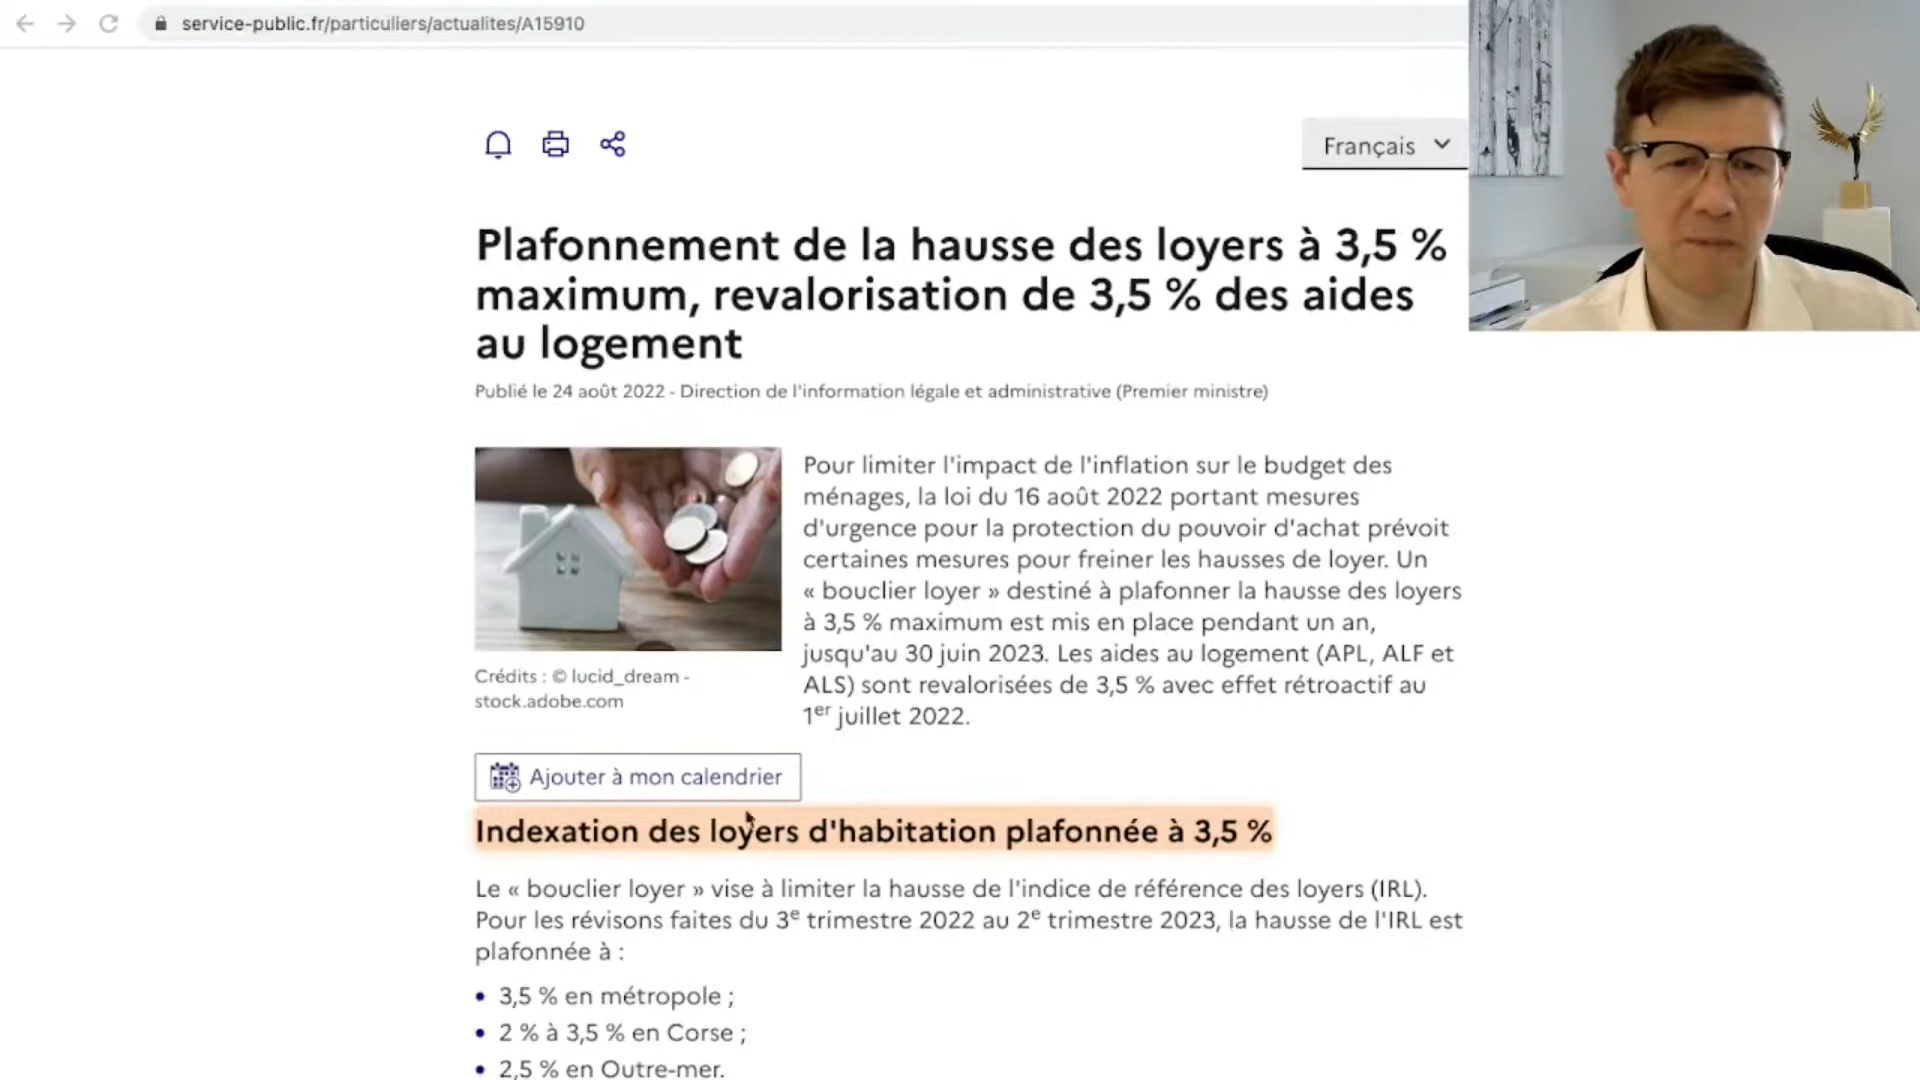 service-public.fr/particuliers/actualites/A15910
Français
Plafonnement de la hausse des loyers à 3,5 %
maximum, revalorisation de 3,5 % des aides
au logement
Publié le 24 août 2022 - Direction de l'information légale et administrative (Premier ministre)
Pour limiter l'impact de l'inflation sur le budget des
ménages, la loi du 16 août 2022 portant mesures
d'urgence pour la protection du pouvoir d'achat prévoit
certaines mesures pour freiner les hausses de loyer. Un
« bouclier loyer » destiné à plafonner la hausse des loyers
à 3,5 % maximum est mis en place pendant un an,
jusqu'au 30 juin 2023. Les aides au logement (APL, ALF et
ALS) sont revalorisées de 3,5 % avec effet rétroactif au
1er juillet 2022.
Crédits : © lucid_dream -
stock.adobe.com
Ajouter à mon calendrier
Indexation des loyers d'habitation plafonnée à 3,5 %
Le « bouclier loyer » vise à limiter la hausse de l'indice de référence des loyers (IRL).
Pour les révisons faites du 3e trimestre 2022 au 2e trimestre 2023, la hausse de l'IRL est
plafonnée à :
• 3,5 % en métropole ;
• 2 % à 3,5 % en Corse ;
• 2,5 % en Outre-mer.